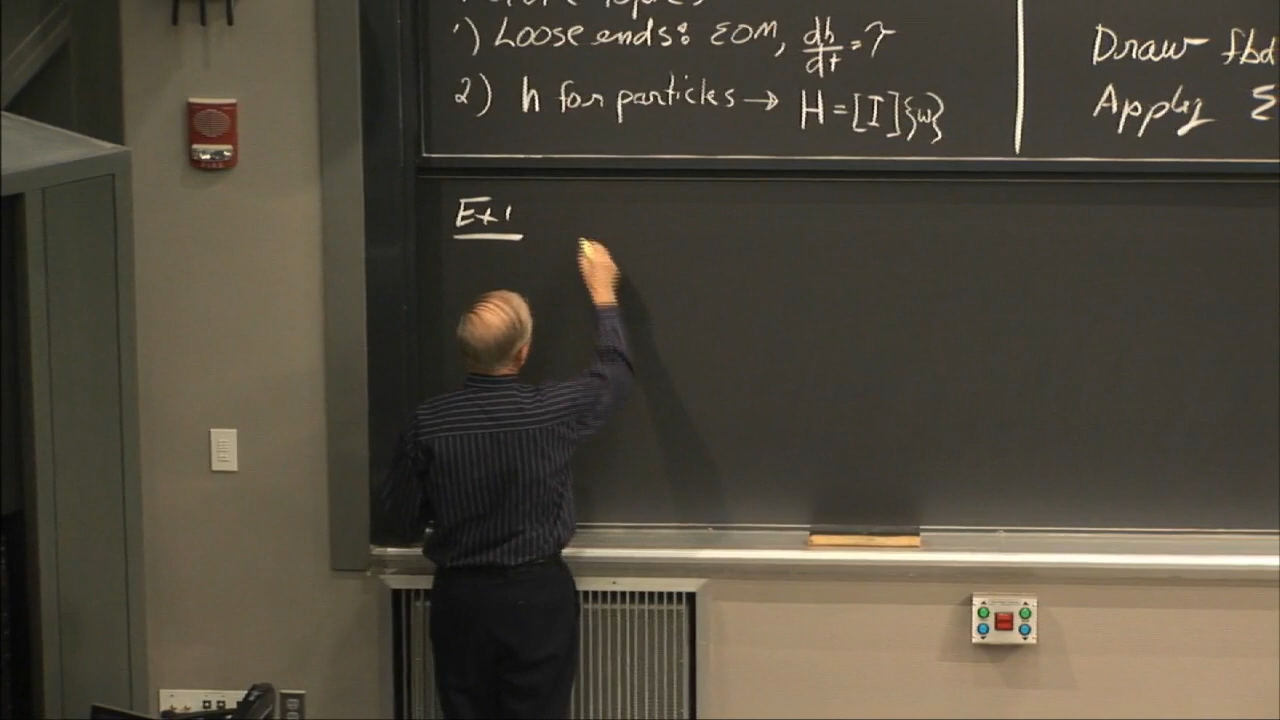 1) Loose ends: EOM, dh/dt = τ
2) h for particles → H = [I]{ω}
Draw fbd
Apply Σ
Ex 1